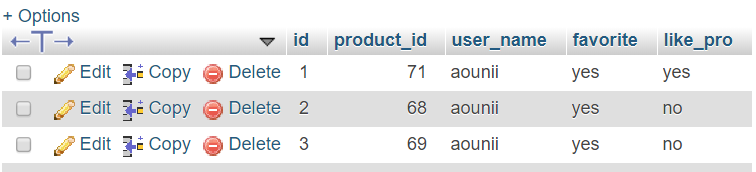 + Options
←T→ id product_id user_name favorite like_pro
Edit Copy Delete 1 71 aounii yes yes
Edit Copy Delete 2 68 aounii yes no
Edit Copy Delete 3 69 aounii yes no